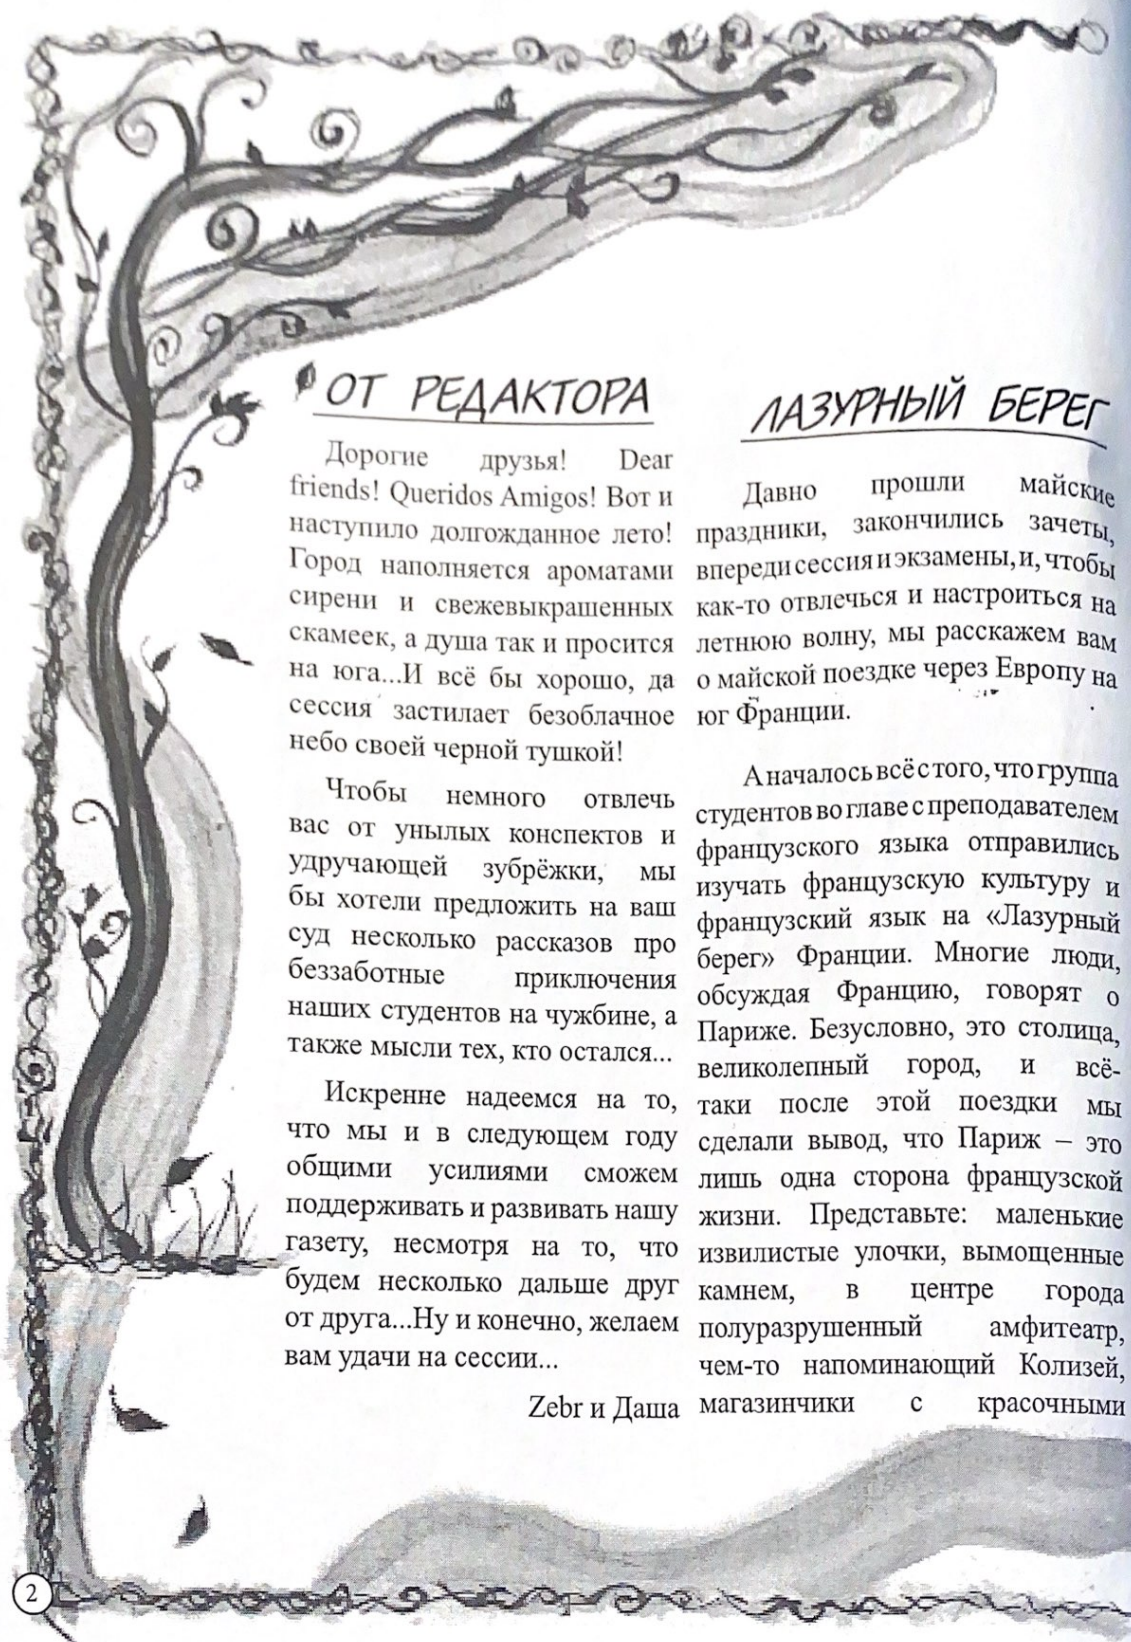 ОТ РЕДАКТОРА
Дорогие друзья! Dear
friends! Queridos Amigos! Вот и
наступило долгожданное лето!
Город наполняется ароматами
сирени и свежевыкрашенных
скамеек, а душа так и просится
на юга...И всё бы хорошо, да
сессия застилает безоблачное
небо своей черной тушкой!
Чтобы немного отвлечь
вас от унылых конспектов и
удручающей зубрёжки, мы
бы хотели предложить на ваш
суд несколько рассказов про
беззаботные приключения
наших студентов на чужбине, а
также мысли тех, кто остался...
Искренне надеемся на то,
что мы и в следующем году
общими усилиями сможем
поддерживать и развивать нашу
газету, несмотря на то, что
будем несколько дальше друг
от друга...Ну и конечно, желаем
вам удачи на сессии...
Zebr и Даша
ЛАЗУРНЫЙ БЕРЕГ
Давно прошли майские
праздники, закончились зачеты,
впереди сессия и экзамены, и, чтобы
как-то отвлечься и настроиться на
летнюю волну, мы расскажем вам
о майской поездке через Европу на
юг Франции.
А началось всё с того, что группа
студентов во главе с преподавателем
французского языка отправились
изучать французскую культуру и
французский язык на «Лазурный
берег» Франции. Многие люди,
обсуждая Францию, говорят о
Париже. Безусловно, это столица,
великолепный город, и всё-
таки после этой поездки мы
сделали вывод, что Париж – это
лишь одна сторона французской
жизни. Представьте: маленькие
извилистые улочки, вымощенные
камнем, в центре города
полуразрушенный амфитеатр,
чем-то напоминающий Колизей,
магазинчики с красочными
2